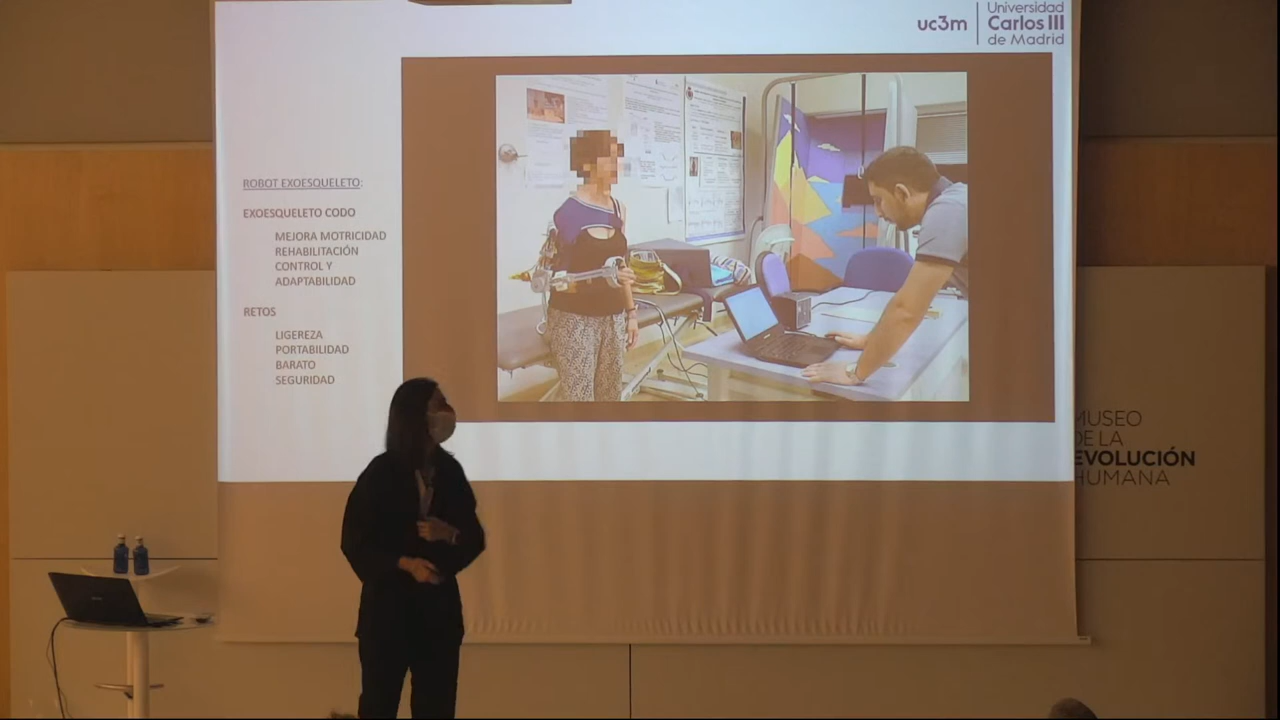 uc3m
Universidad
Carlos III
de Madrid
ROBOT EXOESQUELETO:
EXOESQUELETO CODO
MEJORA MOTRICIDAD
REHABILITACIÓN
CONTROL Y
ADAPTABILIDAD
RETOS
LIGEREZA
PORTABILIDAD
BARATO
SEGURIDAD
MUSEO
DE LA
EVOLUCIÓN
HUMANA